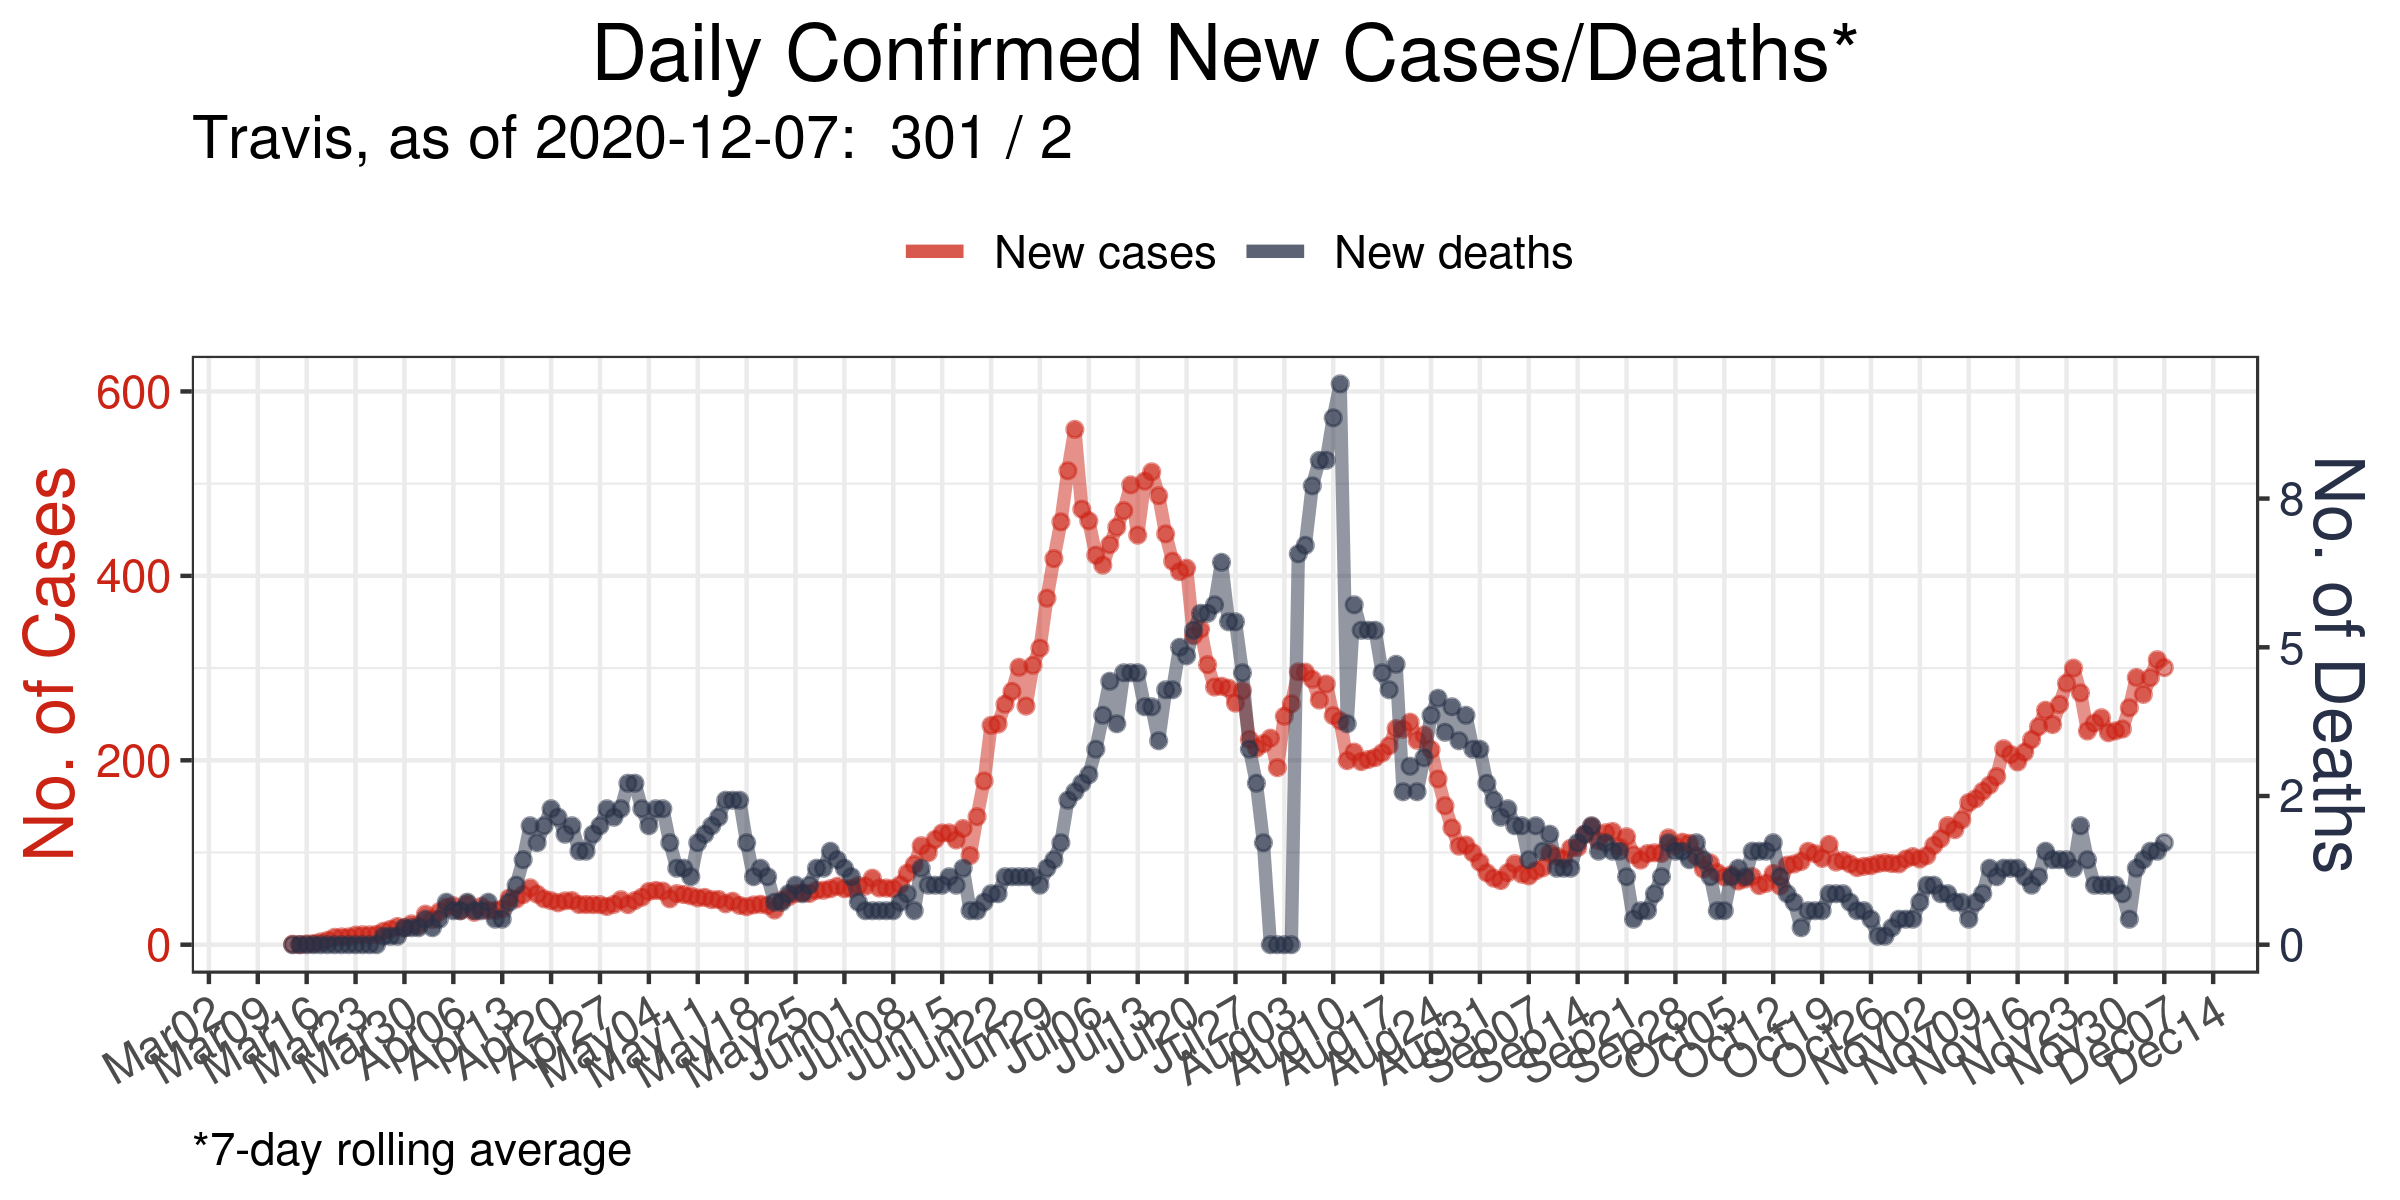 Daily Confirmed New Cases/Deaths*
Travis, as of 2020-12-07:  301 / 2
New cases New deaths
No. of Cases
600
400
200
0
No. of Deaths
8
5
2
0
Mar02 Mar09 Mar16 Mar23 Mar30 Apr06 Apr13 Apr20 Apr27 May04 May11 May18 May25 Jun01 Jun08 Jun15 Jun22 Jun29 Jul06 Jul13 Jul20 Jul27 Aug03 Aug10 Aug17 Aug24 Aug31 Sep07 Sep14 Sep21 Sep28 Oct05 Oct12 Oct19 Oct26 Nov02 Nov09 Nov16 Nov23 Nov30 Dec07 Dec14
*7-day rolling average